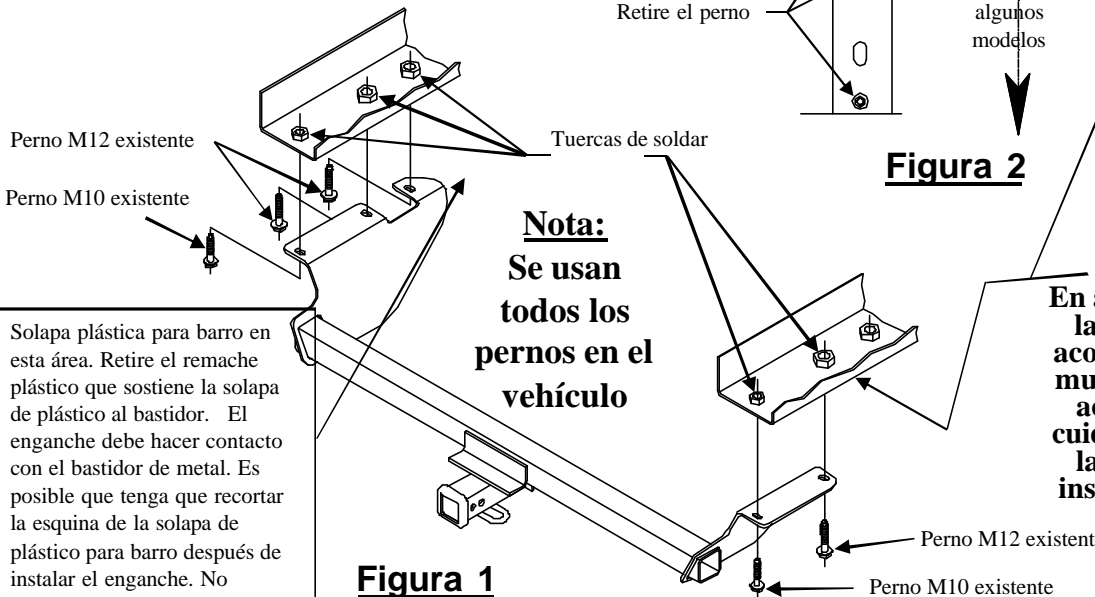 Retire el perno
algunos
modelos
Perno M12 existente
Tuercas de soldar
Figura 2
Perno M10 existente
Nota:
Se usan
todos los
pernos en el
vehículo
Solapa plástica para barro en
esta área. Retire el remache
plástico que sostiene la solapa
de plástico al bastidor. El
enganche debe hacer contacto
con el bastidor de metal. Es
posible que tenga que recortar
la esquina de la solapa de
plástico para barro después de
instalar el enganche. No
En
la
Perno M12 existent
Figura 1
Perno M10 existente